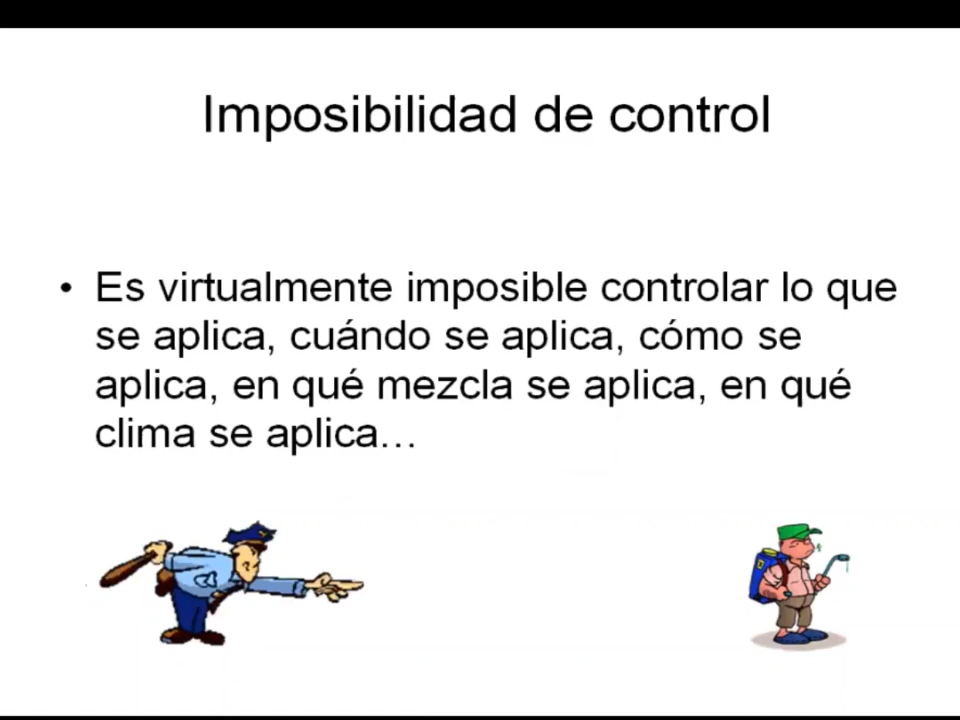 Imposibilidad de control
• Es virtualmente imposible controlar lo que
se aplica, cuándo se aplica, cómo se
aplica, en qué mezcla se aplica, en qué
clima se aplica...